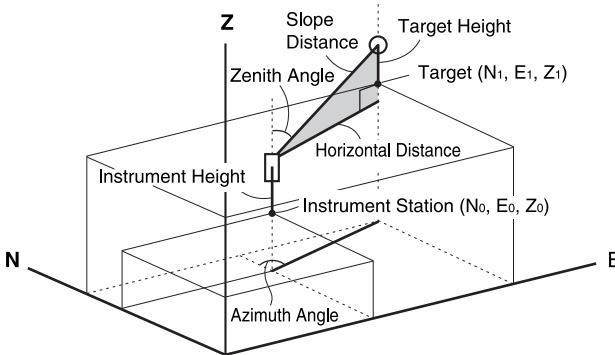 Slope
Distance
Target Height
Z
Zenith Angle
Target (N1, E1, Z1)
Horizontal Distance
Instrument Height
Instrument Station (N0, E0, Z0)
N
E
Azimuth Angle